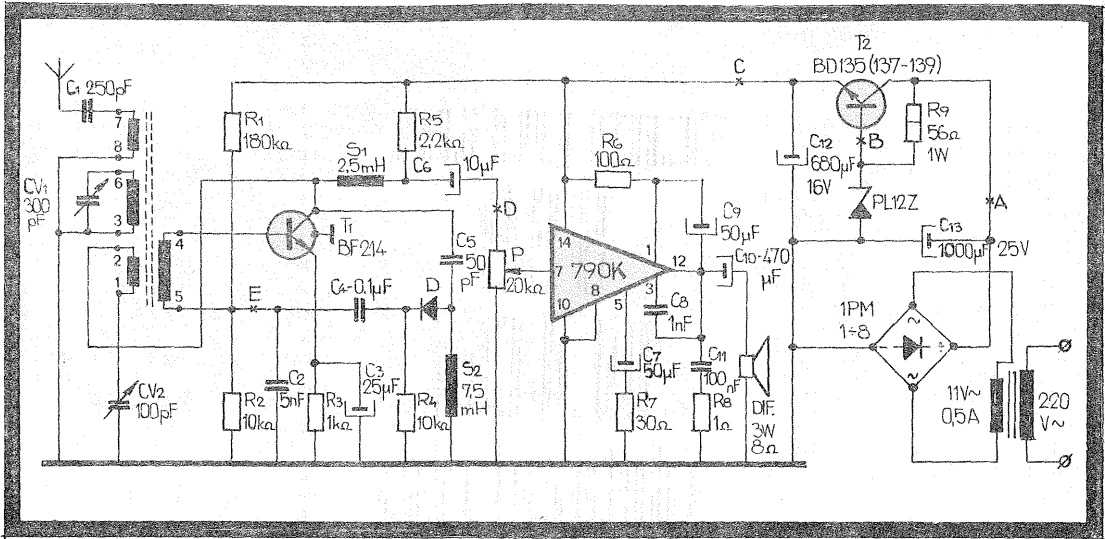 C1 250pF
7
8
CV1
300
pF
6
3
2
1
4
5
CV2
100pF
E
R1
180kΩ
R2
10kΩ
C2
5nF
S1
2,5mH
T1
BF214
R3
1kΩ
C3
25µF
C4-0,1µF
R4
10kΩ
D
R5
2,2kΩ
C6
10µF
C5
50
pF
S2
7,5
mH
D
P
20kΩ
R6
100Ω
14
7
790K
10
8
5
1
12
3
C7
50µF
R7
30Ω
C8
1nF
C9
50µF
C10-470
µF
C11
100nF
R8
1Ω
DIF.
3W
8Ω
C
T2
BD135(137-139)
C12
680µF
16V
B
R9
56Ω
1W
PL12Z
A
C13
1000µF
25V
1PM
1÷8
~
~
-
+
11V~
0,5A
220
V~